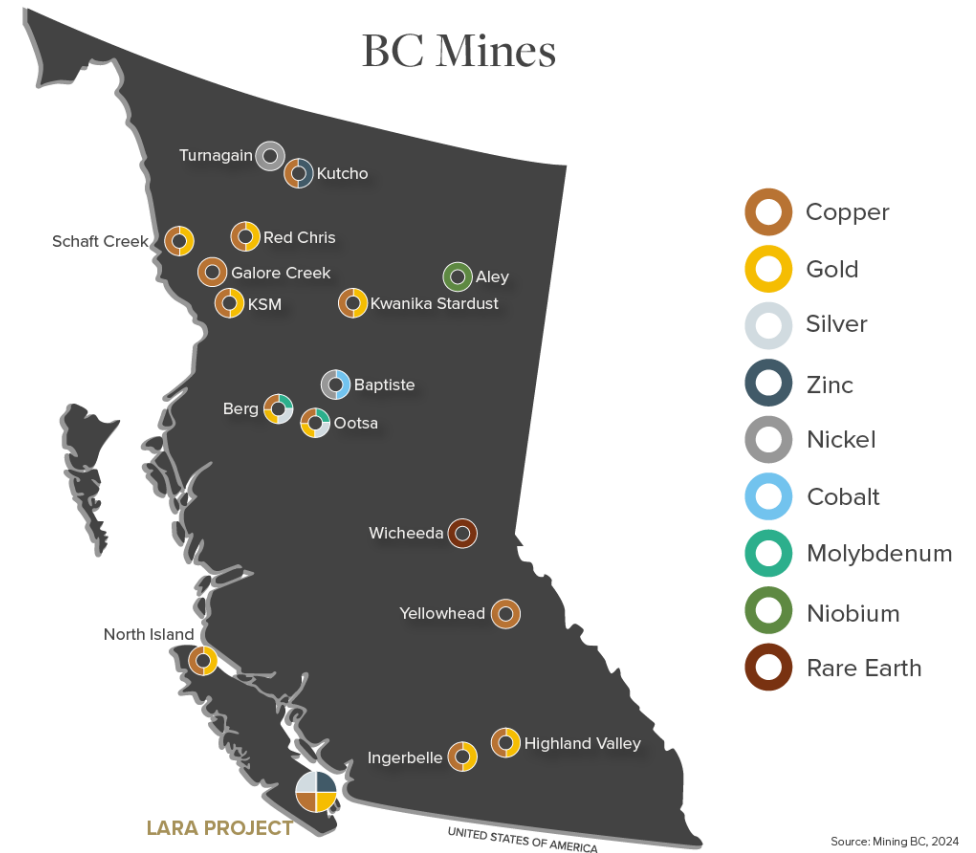 BC Mines
Turnagain
Kutcho
Schaft Creek
Red Chris
Galore Creek
Aley
KSM
Kwanika Stardust
Baptiste
Berg
Ootsa
Wicheeda
Yellowhead
North Island
Highland Valley
Ingerbelle
LARA PROJECT
UNITED STATES OF AMERICA
Copper
Gold
Silver
Zinc
Nickel
Cobalt
Molybdenum
Niobium
Rare Earth
Source: Mining BC, 2024